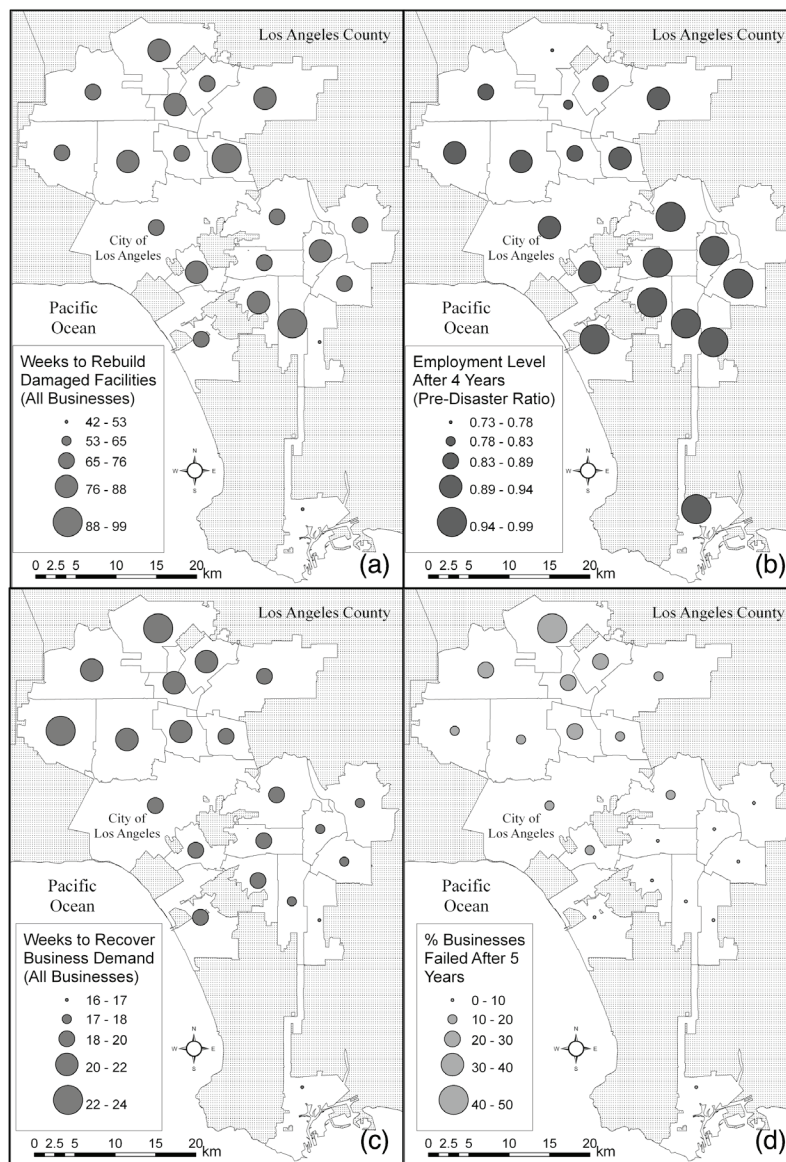 Los Angeles County
City of
Los Angeles
Pacific
Ocean
Weeks to Rebuild
Damaged Facilities
(All Businesses)
42 - 53
53 - 65
65 - 76
76 - 88
88 - 99
N
W E
S
0 2.5 5 10 15 20
km
(a)
Los Angeles County
City of
Los Angeles
Pacific
Ocean
Employment Level
After 4 Years
(Pre-Disaster Ratio)
0.73 - 0.78
0.78 - 0.83
0.83 - 0.89
0.89 - 0.94
0.94 - 0.99
N
W E
S
0 2.5 5 10 15 20
km
(b)
Los Angeles County
City of
Los Angeles
Pacific
Ocean
Weeks to Recover
Business Demand
(All Businesses)
16 - 17
17 - 18
18 - 20
20 - 22
22 - 24
N
W E
S
0 2.5 5 10 15 20
km
(c)
Los Angeles County
City of
Los Angeles
Pacific
Ocean
% Businesses
Failed After 5
Years
0 - 10
10 - 20
20 - 30
30 - 40
40 - 50
N
W E
S
0 2.5 5 10 15 20
km
(d)